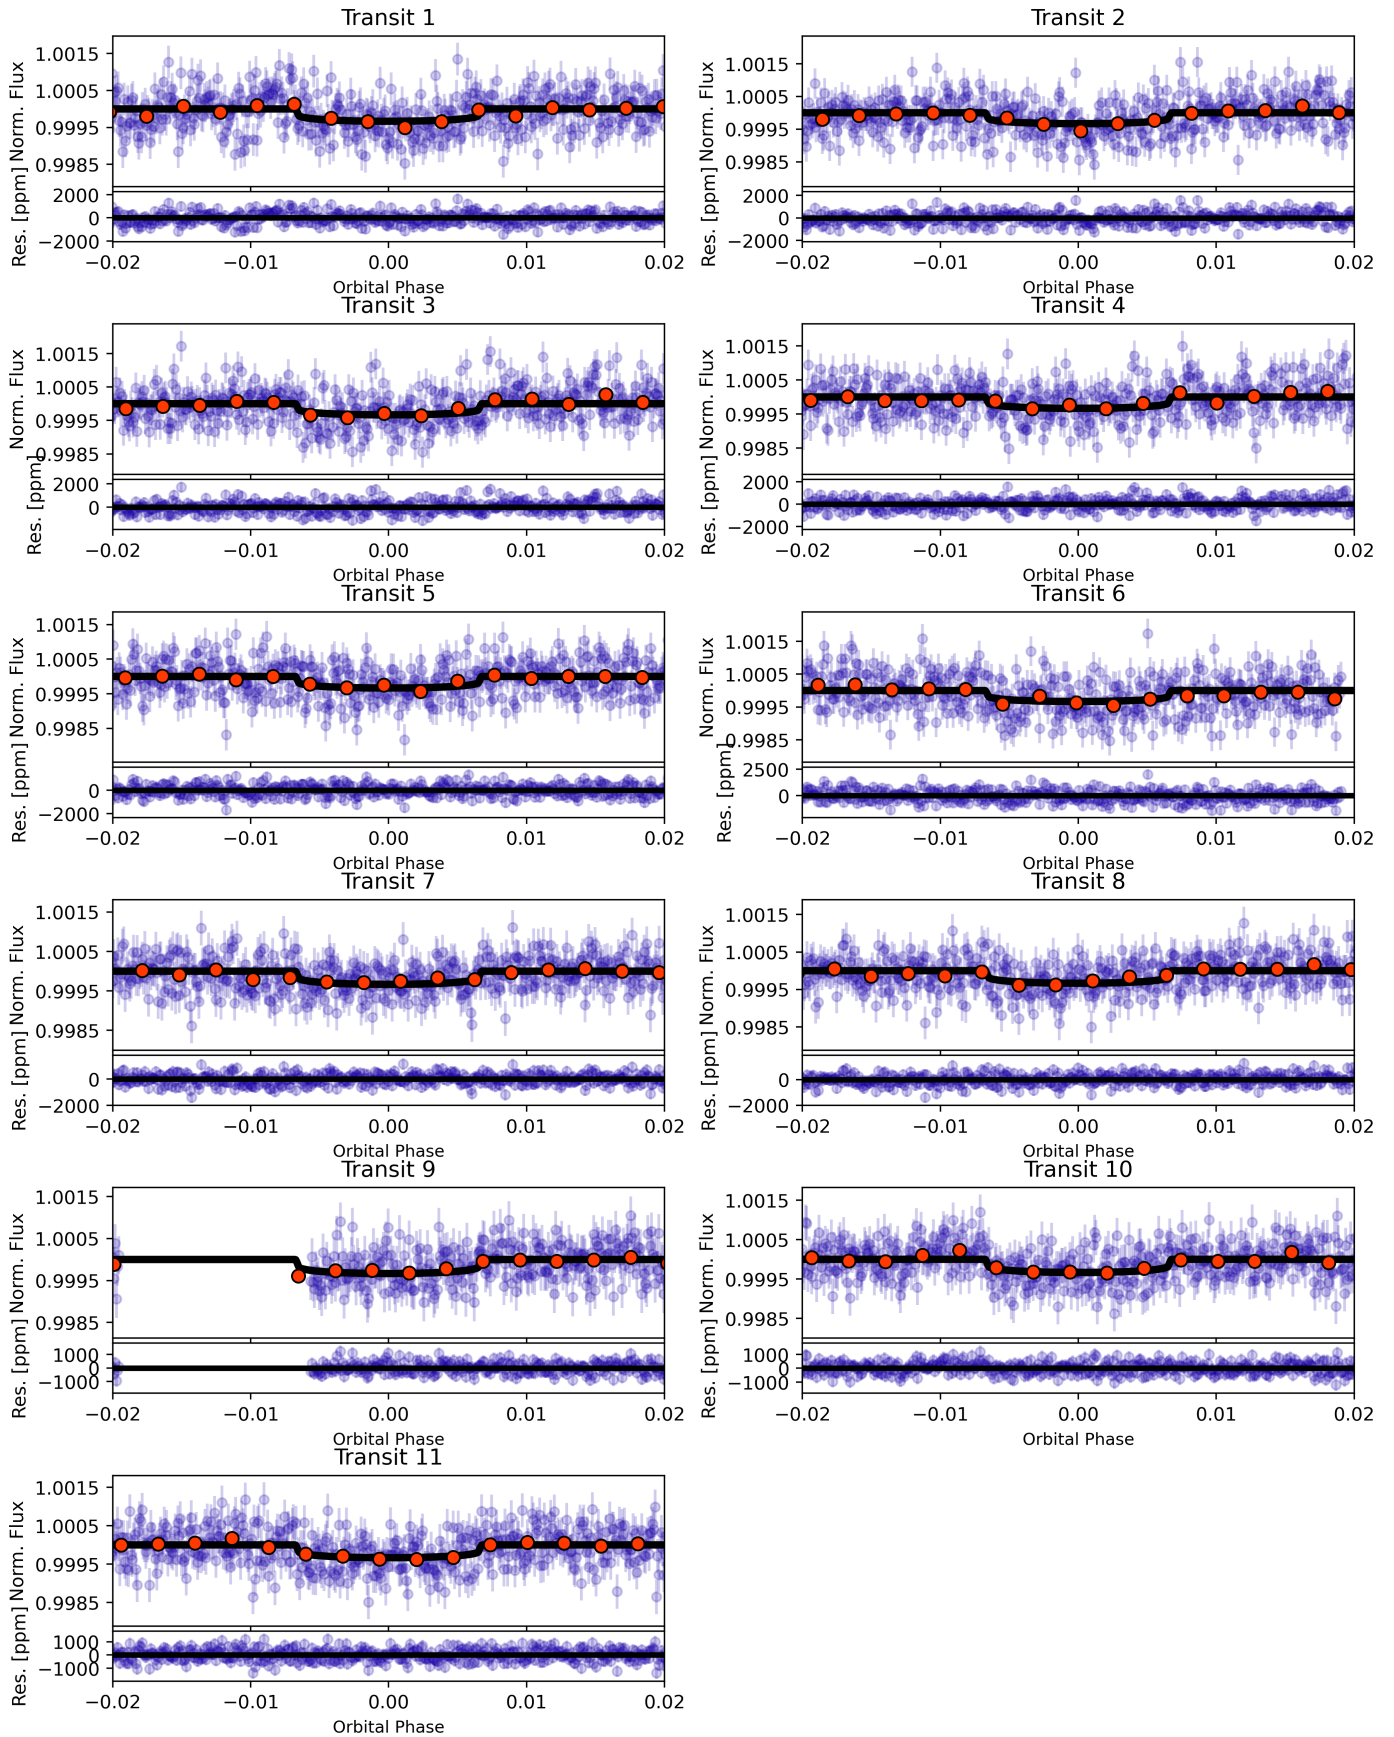 Transit 1
Norm. Flux
1.0015
1.0005
0.9995
0.9985
Res. [ppm]
2000
0
−2000
−0.02 −0.01 0.00 0.01 0.02
Orbital Phase
Transit 2
Norm. Flux
1.0015
1.0005
0.9995
0.9985
Res. [ppm]
2000
0
−2000
−0.02 −0.01 0.00 0.01 0.02
Orbital Phase
Transit 3
Norm. Flux
1.0015
1.0005
0.9995
0.9985
Res. [ppm]
2000
0
−0.02 −0.01 0.00 0.01 0.02
Orbital Phase
Transit 4
Norm. Flux
1.0015
1.0005
0.9995
0.9985
Res. [ppm]
2000
0
−2000
−0.02 −0.01 0.00 0.01 0.02
Orbital Phase
Transit 5
Norm. Flux
1.0015
1.0005
0.9995
0.9985
Res. [ppm]
0
−2000
−0.02 −0.01 0.00 0.01 0.02
Orbital Phase
Transit 6
Norm. Flux
1.0015
1.0005
0.9995
0.9985
Res. [ppm]
2500
0
−0.02 −0.01 0.00 0.01 0.02
Orbital Phase
Transit 7
Norm. Flux
1.0015
1.0005
0.9995
0.9985
Res. [ppm]
0
−2000
−0.02 −0.01 0.00 0.01 0.02
Orbital Phase
Transit 8
Norm. Flux
1.0015
1.0005
0.9995
0.9985
Res. [ppm]
0
−2000
−0.02 −0.01 0.00 0.01 0.02
Orbital Phase
Transit 9
Norm. Flux
1.0015
1.0005
0.9995
0.9985
Res. [ppm]
1000
0
−1000
−0.02 −0.01 0.00 0.01 0.02
Orbital Phase
Transit 10
Norm. Flux
1.0015
1.0005
0.9995
0.9985
Res. [ppm]
1000
0
−1000
−0.02 −0.01 0.00 0.01 0.02
Orbital Phase
Transit 11
Norm. Flux
1.0015
1.0005
0.9995
0.9985
Res. [ppm]
1000
0
−1000
−0.02 −0.01 0.00 0.01 0.02
Orbital Phase